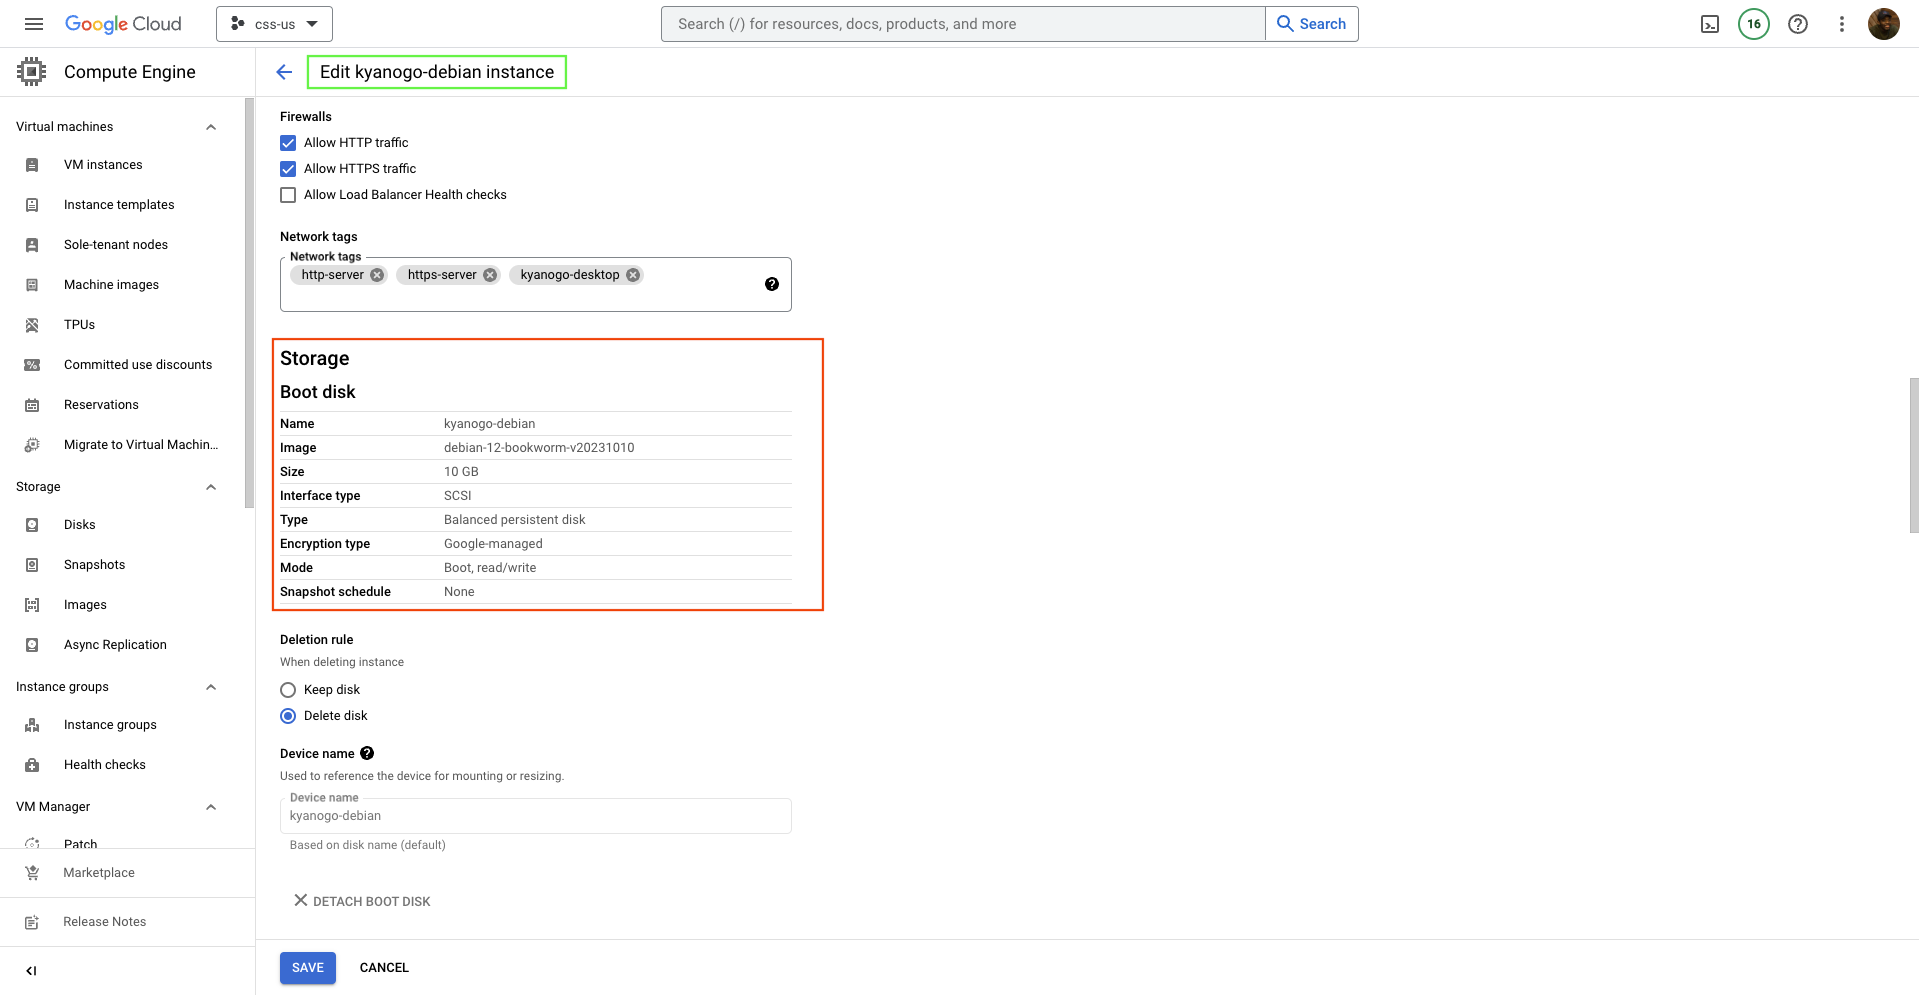 Google Cloud
css-us
Search (/) for resources, docs, products, and more
Search
16
Compute Engine
Edit kyanogo-debian instance
Virtual machines
VM instances
Instance templates
Sole-tenant nodes
Machine images
TPUs
Committed use discounts
Reservations
Migrate to Virtual Machin...
Storage
Disks
Snapshots
Images
Async Replication
Instance groups
Instance groups
Health checks
VM Manager
Patch
Marketplace
Release Notes
Firewalls
Allow HTTP traffic
Allow HTTPS traffic
Allow Load Balancer Health checks
Network tags
Network tags
http-server https-server kyanogo-desktop
Storage
Boot disk
Name kyanogo-debian
Image debian-12-bookworm-v20231010
Size 10 GB
Interface type SCSI
Type Balanced persistent disk
Encryption type Google-managed
Mode Boot, read/write
Snapshot schedule None
Deletion rule
When deleting instance
Keep disk
Delete disk
Device name
Used to reference the device for mounting or resizing.
Device name
kyanogo-debian
Based on disk name (default)
DETACH BOOT DISK
SAVE CANCEL